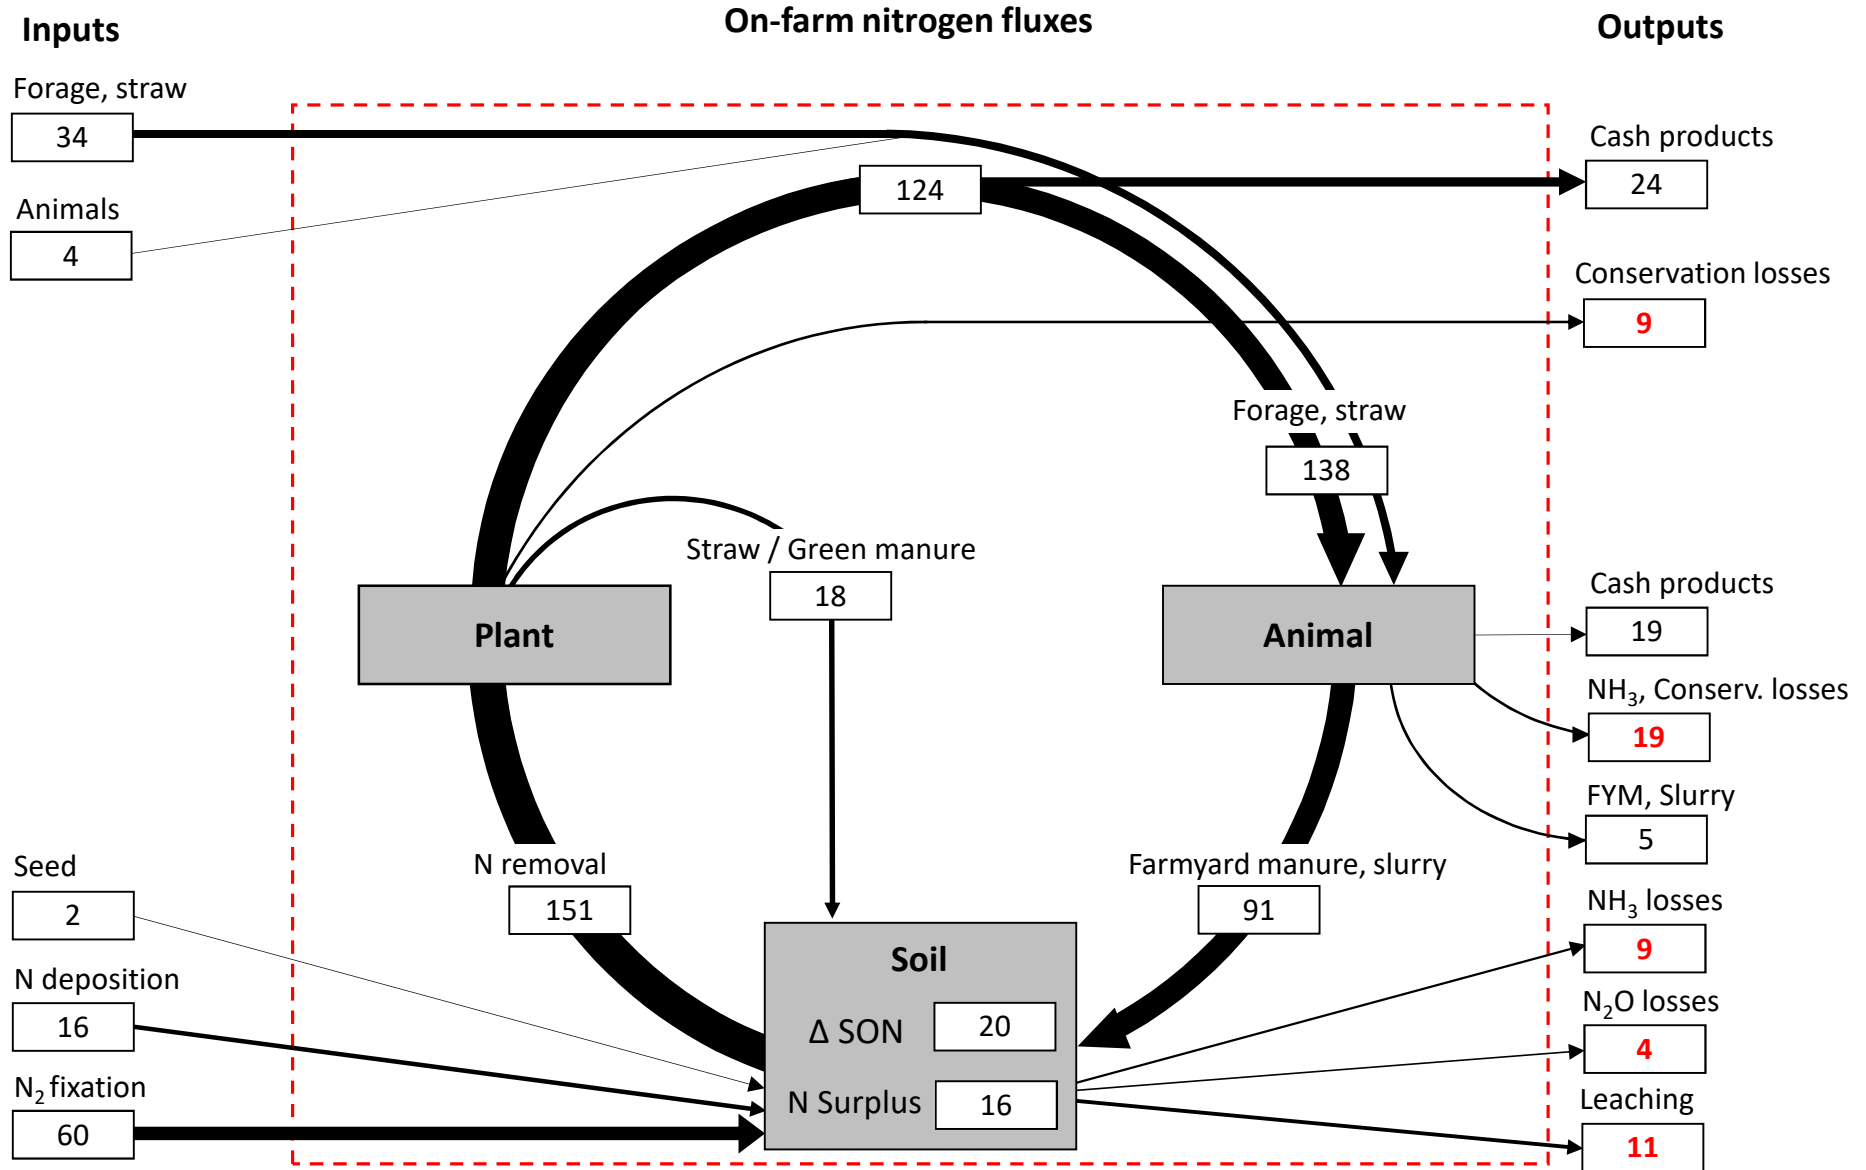 On-farm nitrogen fluxes
Inputs
Outputs
Forage, straw
34
Animals
4
124
Cash products
24
Conservation losses
9
Forage, straw
138
Straw / Green manure
18
Plant
Animal
Cash products
19
NH₃, Conserv. losses
19
FYM, Slurry
5
N removal
151
Farmyard manure, slurry
91
Seed
2
N deposition
16
N₂ fixation
60
Soil
Δ SON
20
N Surplus
16
NH₃ losses
9
N₂O losses
4
Leaching
11